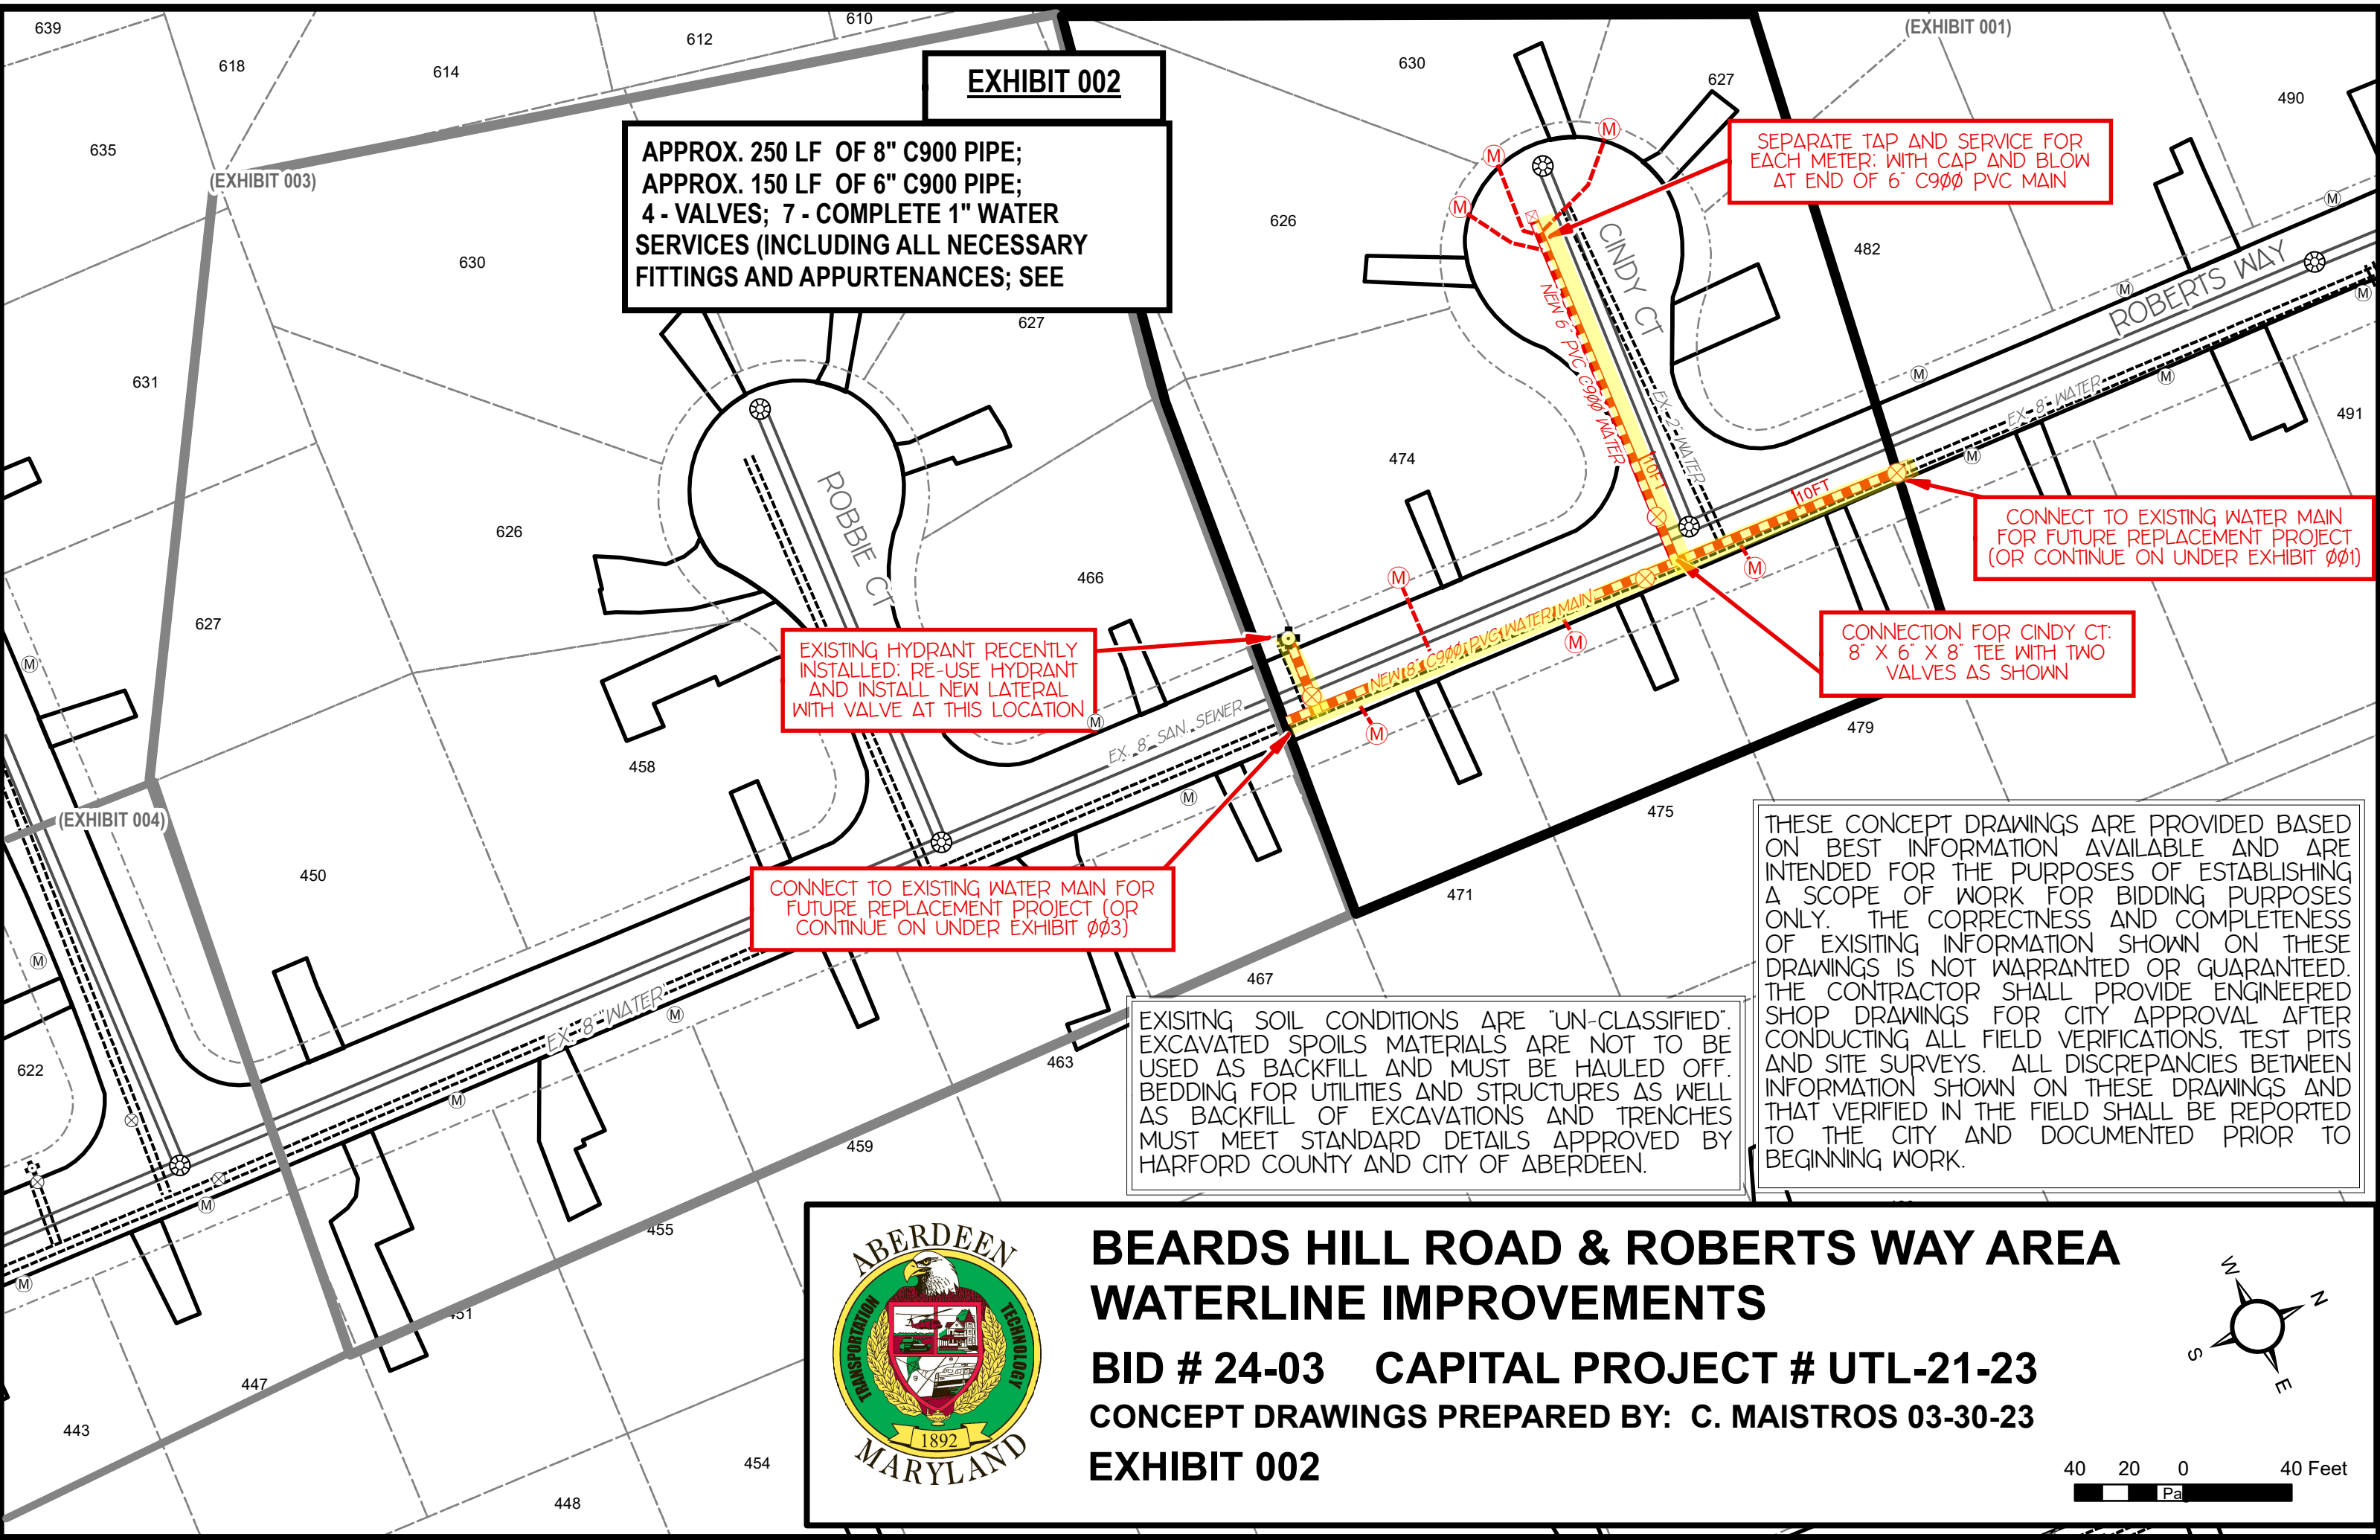 639
618
614
612
610
EXHIBIT 002
630
627
(EXHIBIT 001)
490
635
(EXHIBIT 003)
APPROX. 250 LF OF 8" C900 PIPE;
APPROX. 150 LF OF 6" C900 PIPE;
4 - VALVES; 7 - COMPLETE 1" WATER
SERVICES (INCLUDING ALL NECESSARY
FITTINGS AND APPURTENANCES; SEE
SEPARATE TAP AND SERVICE FOR
EACH METER: WITH CAP AND BLOW
AT END OF 6" C9ØØ PVC MAIN
M
M
M
626
482
630
CINDY CT
ROBERTS WAY
M
M
M
NEW 6" PVC C9ØØ WATER
EX. 2" WATER
627
631
M
M
EX. 8" WATER
491
474
10FT
10FT
M
ROBBIE CT
626
CONNECT TO EXISTING WATER MAIN
FOR FUTURE REPLACEMENT PROJECT
(OR CONTINUE ON UNDER EXHIBIT ØØ1)
466
M
M
627
M
EXISTING HYDRANT RECENTLY
INSTALLED: RE-USE HYDRANT
AND INSTALL NEW LATERAL
WITH VALVE AT THIS LOCATION
NEW 8" C9ØØ PVC WATER MAIN
M
CONNECTION FOR CINDY CT:
8" X 6" X 8" TEE WITH TWO
VALVES AS SHOWN
M
EX. 8" SAN. SEWER
M
479
458
M
475
(EXHIBIT 004)
450
CONNECT TO EXISTING WATER MAIN FOR
FUTURE REPLACEMENT PROJECT (OR
CONTINUE ON UNDER EXHIBIT ØØ3)
471
M
467
EX. 8" WATER
M
THESE CONCEPT DRAWINGS ARE PROVIDED BASED
ON BEST INFORMATION AVAILABLE AND ARE
INTENDED FOR THE PURPOSES OF ESTABLISHING
A SCOPE OF WORK FOR BIDDING PURPOSES
ONLY. THE CORRECTNESS AND COMPLETENESS
OF EXISITING INFORMATION SHOWN ON THESE
DRAWINGS IS NOT WARRANTED OR GUARANTEED.
THE CONTRACTOR SHALL PROVIDE ENGINEERED
SHOP DRAWINGS FOR CITY APPROVAL AFTER
CONDUCTING ALL FIELD VERIFICATIONS, TEST PITS
AND SITE SURVEYS. ALL DISCREPANCIES BETWEEN
INFORMATION SHOWN ON THESE DRAWINGS AND
THAT VERIFIED IN THE FIELD SHALL BE REPORTED
TO THE CITY AND DOCUMENTED PRIOR TO
BEGINNING WORK.
EXISITNG SOIL CONDITIONS ARE "UN-CLASSIFIED".
EXCAVATED SPOILS MATERIALS ARE NOT TO BE
USED AS BACKFILL AND MUST BE HAULED OFF.
BEDDING FOR UTILITIES AND STRUCTURES AS WELL
AS BACKFILL OF EXCAVATIONS AND TRENCHES
MUST MEET STANDARD DETAILS APPROVED BY
HARFORD COUNTY AND CITY OF ABERDEEN.
622
463
M
459
M
455
M
447
443
454
448
ABERDEEN
TRANSPORTATION
TECHNOLOGY
1892
MARYLAND
BEARDS HILL ROAD & ROBERTS WAY AREA
WATERLINE IMPROVEMENTS
BID # 24-03 CAPITAL PROJECT # UTL-21-23
CONCEPT DRAWINGS PREPARED BY: C. MAISTROS 03-30-23
EXHIBIT 002
W
N
S
E
40 20 0 40 Feet
Pa